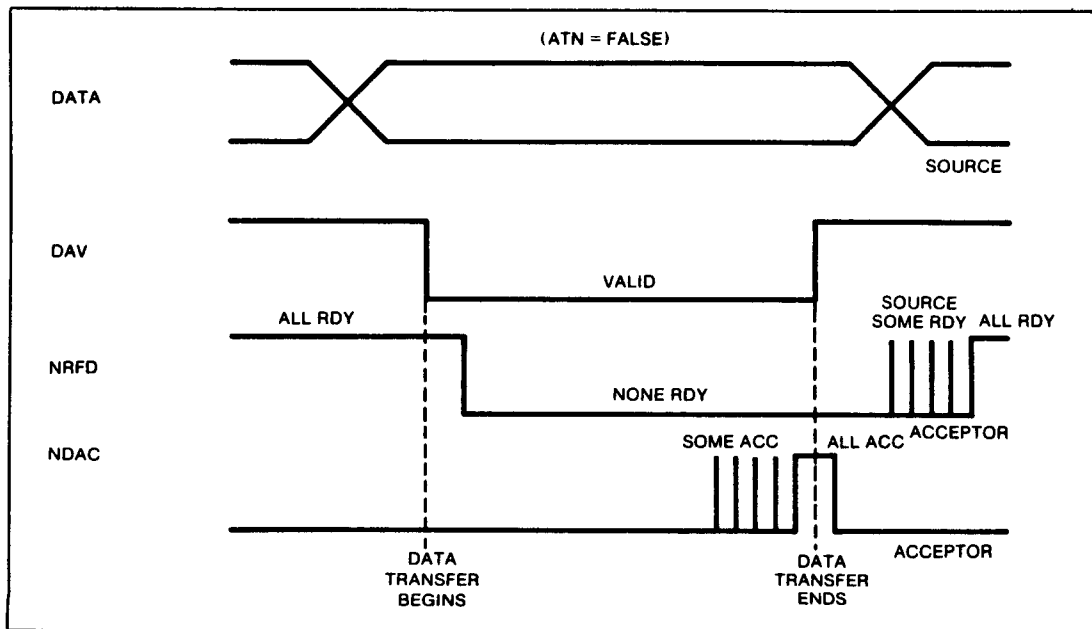 (ATN = FALSE)
DATA
SOURCE
DAV
VALID
SOURCE
ALL RDY
SOME RDY
ALL RDY
NRFD
NONE RDY
ACCEPTOR
NDAC
SOME ACC
ALL ACC
ACCEPTOR
DATA
TRANSFER
BEGINS
DATA
TRANSFER
ENDS